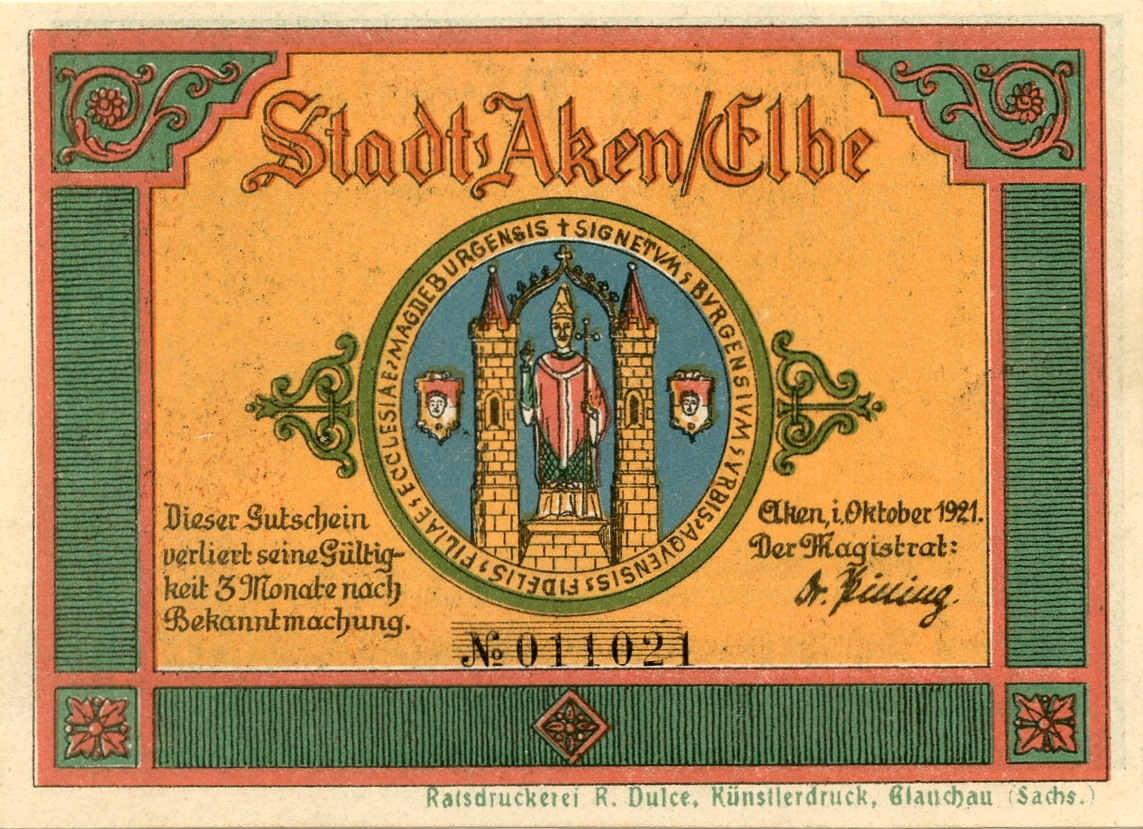 Stadt Aken/Elbe
✝ SIGNETVM : BVRGENSIVM : VRBIS : AQVENSIS : FIDELIS : FILIAE : ECCLESIAE : MAGDEBURGENSIS
Dieser Gutschein
verliert seine Gültig-
keit 3 Monate nach
Bekanntmachung.
Aken, i. Oktober 1921.
Der Magistrat:
№ 011021
Ratsdruckerei R. Dulce, Künstlerdruck, Glauchau (Sachs.)